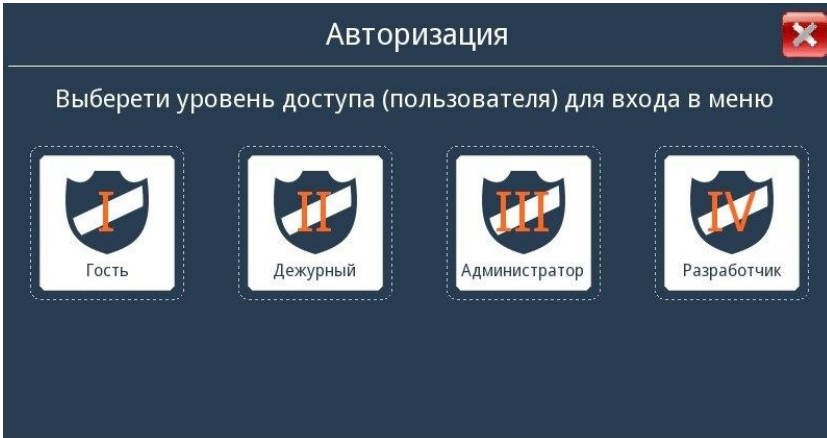 Авторизация
Выберети уровень доступа (пользователя) для входа в меню
I II III IV
Гость Дежурный Администратор Разработчик